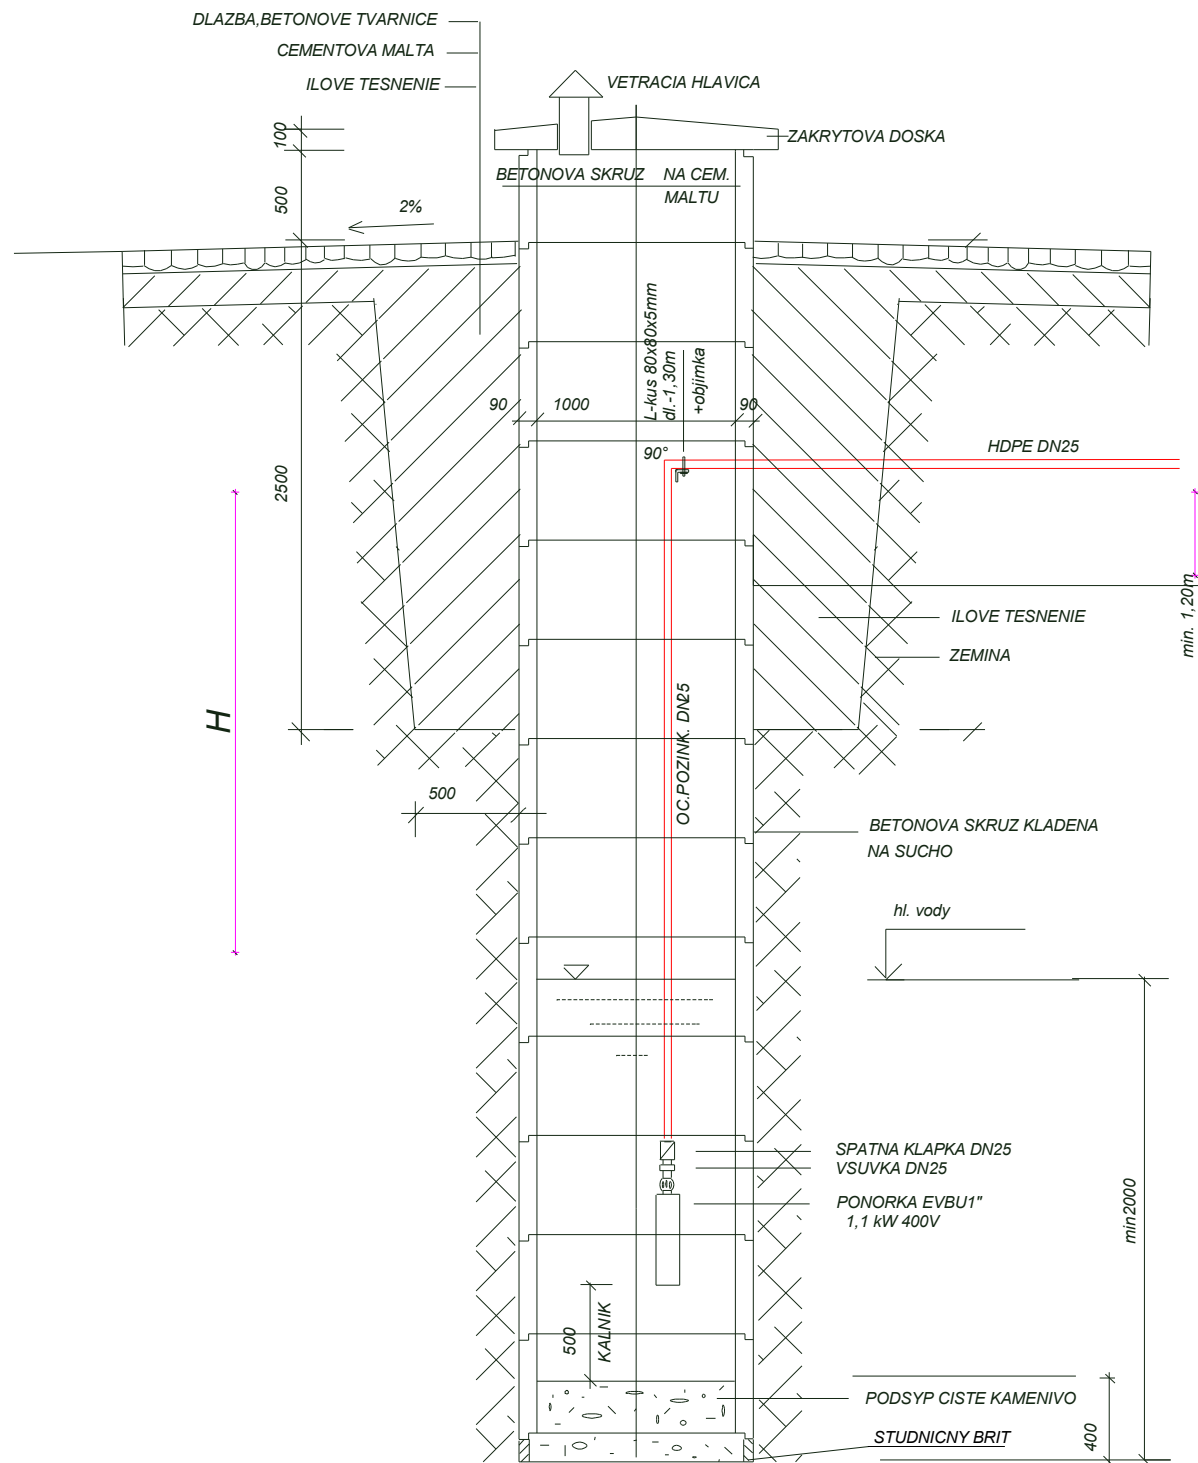 DLAZBA,BETONOVE TVARNICE
CEMENTOVA MALTA
ILOVE TESNENIE
VETRACIA HLAVICA
ZAKRYTOVA DOSKA
100
BETONOVA SKRUZ NA CEM.
MALTU
500
2%
L-kus 80x80x5mm
dl.-1,30m
+objimka
90
1000
90
90°
HDPE DN25
2500
min. 1,20m
ILOVE TESNENIE
ZEMINA
H
OC.POZINK. DN25
500
BETONOVA SKRUZ KLADENA
NA SUCHO
hl. vody
SPATNA KLAPKA DN25
VSUVKA DN25
PONORKA EVBU1"
1,1 kW 400V
min2000
500
KALNIK
PODSYP CISTE KAMENIVO
400
STUDNICNY BRIT